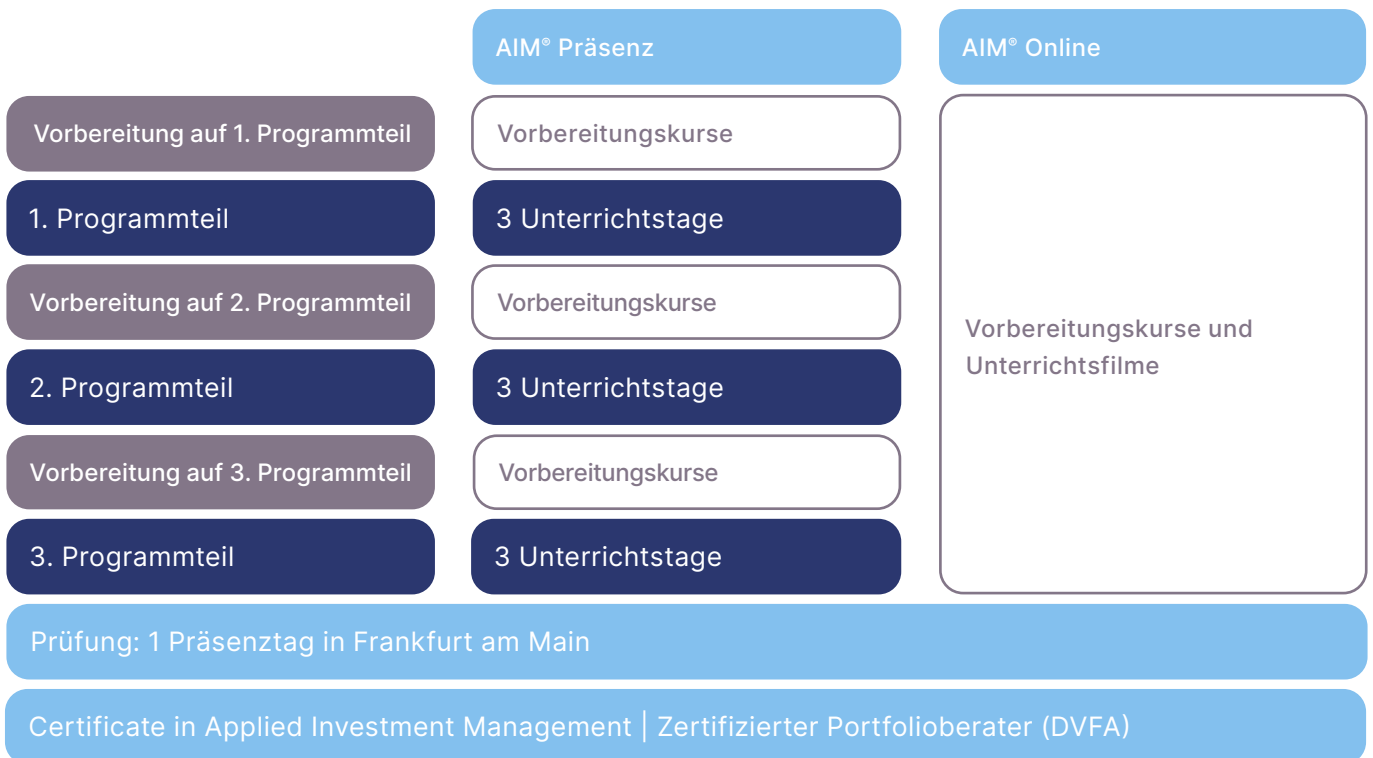 AIM® Präsenz
AIM® Online
Vorbereitung auf 1. Programmteil
Vorbereitungskurse
1. Programmteil
3 Unterrichtstage
Vorbereitung auf 2. Programmteil
Vorbereitungskurse
Vorbereitungskurse und
Unterrichtsfilme
2. Programmteil
3 Unterrichtstage
Vorbereitung auf 3. Programmteil
Vorbereitungskurse
3. Programmteil
3 Unterrichtstage
Prüfung: 1 Präsenztag in Frankfurt am Main
Certificate in Applied Investment Management | Zertifizierter Portfolioberater (DVFA)